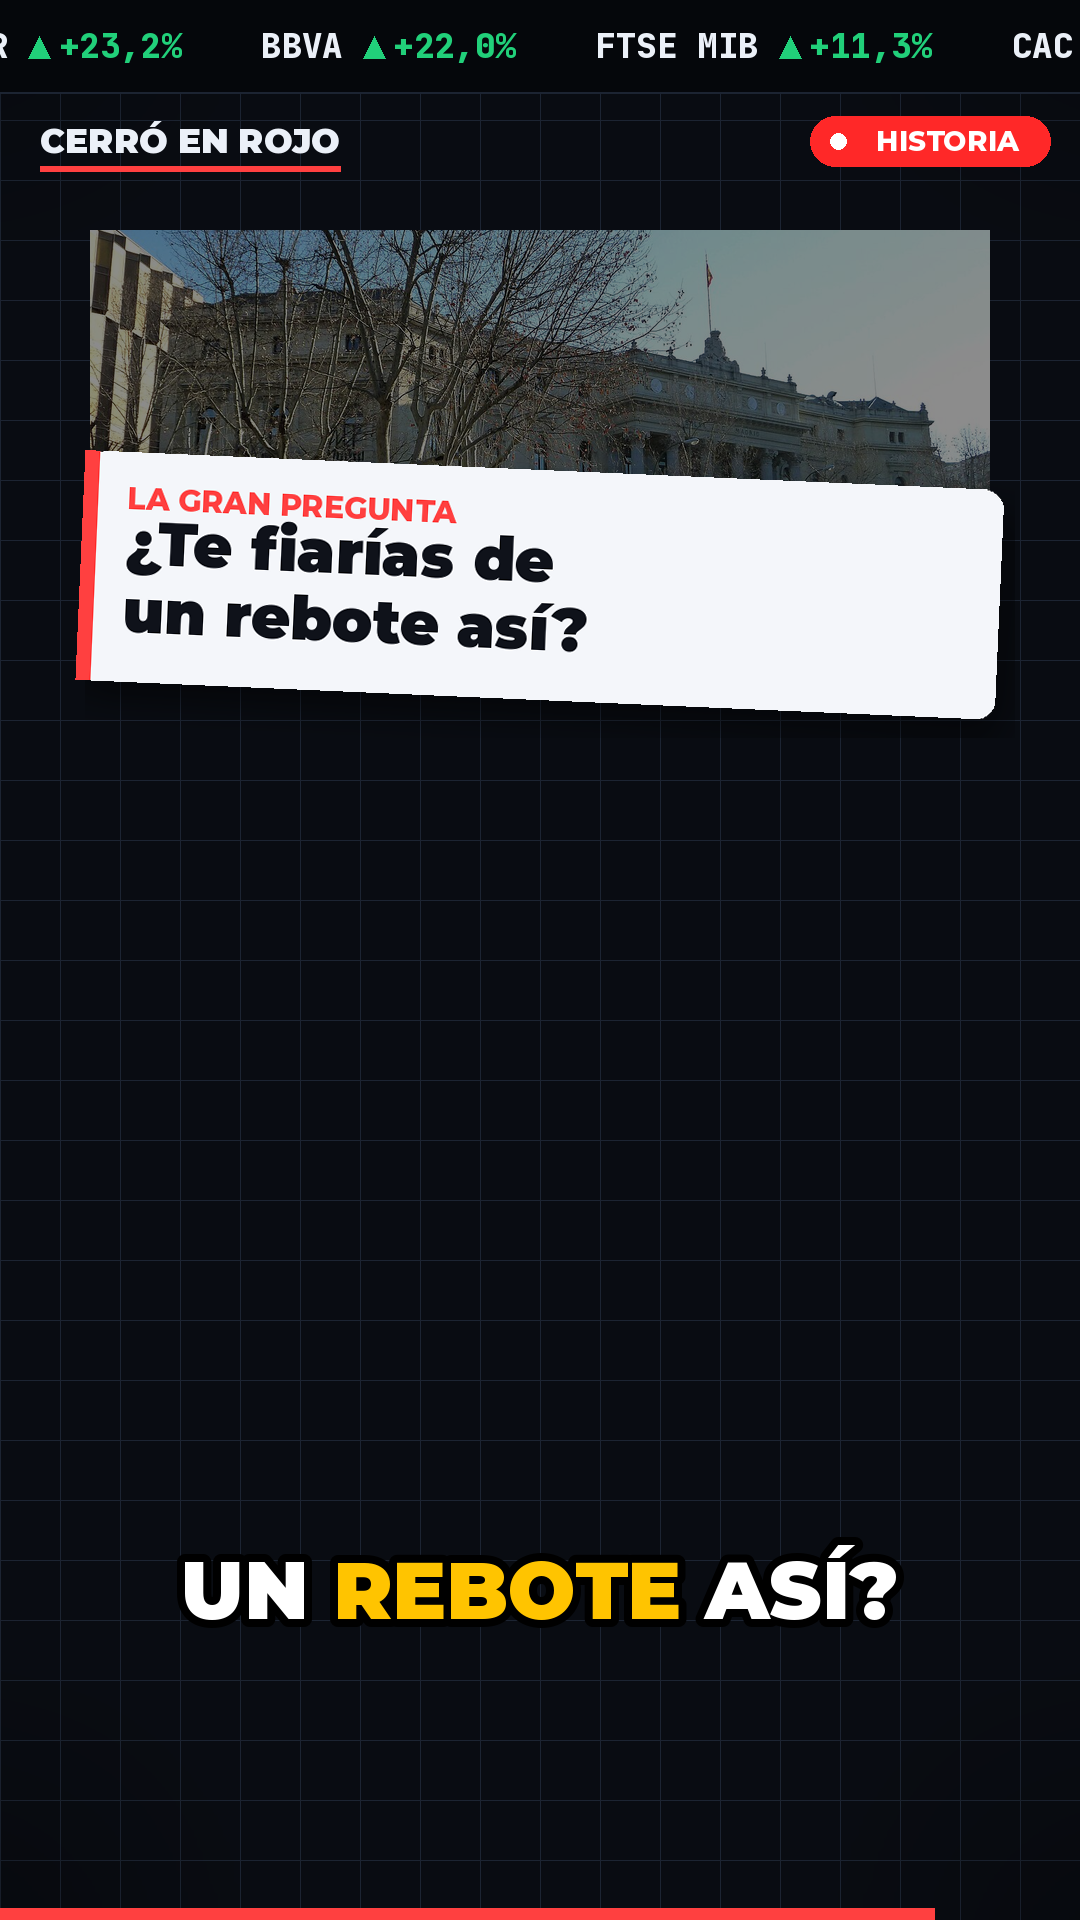 R ▲+23,2% BBVA ▲+22,0% FTSE MIB ▲+11,3% CAC
CERRÓ EN ROJO
HISTORIA
LA GRAN PREGUNTA
¿Te fiarías de
un rebote así?
UN REBOTE ASÍ?